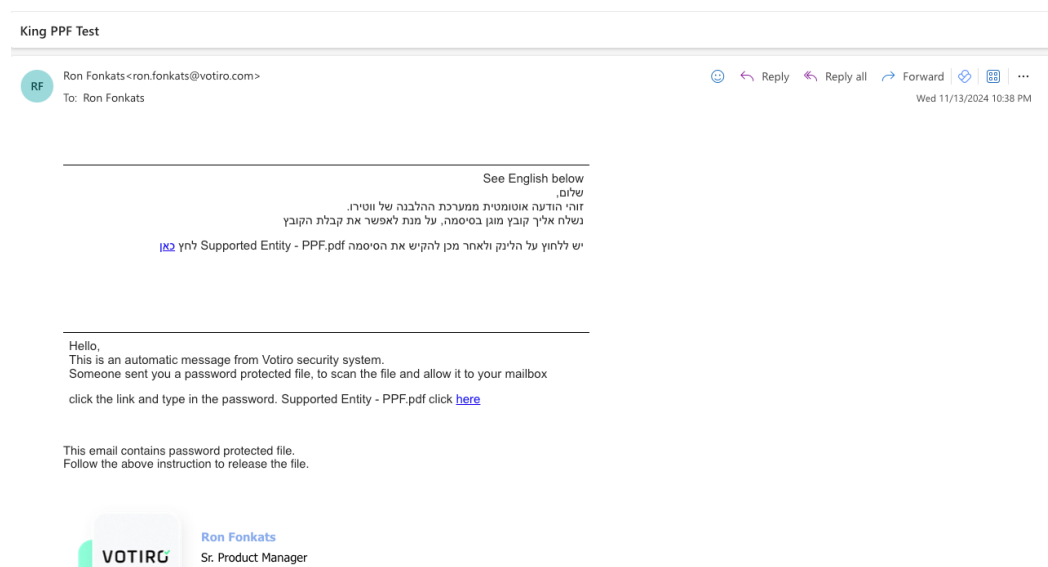 King PPF Test
RF
Ron Fonkats<ron.fonkats@votiro.com>
Reply
Reply all
Forward
To: Ron Fonkats
Wed 11/13/2024 10:38 PM
See English below
שלום,
זוהי הודעה אוטומטית ממערכת ההלבנה של ווטירו.
נשלח אליך קובץ מוגן בסיסמה, על מנת לאפשר את קבלת הקובץ
יש ללחוץ על הלינק ולאחר מכן להקיש את הסיסמה Supported Entity - PPF.pdf לחץ כאן
Hello,
This is an automatic message from Votiro security system.
Someone sent you a password protected file, to scan the file and allow it to your mailbox
click the link and type in the password. Supported Entity - PPF.pdf click here
This email contains password protected file.
Follow the above instruction to release the file.
Ron Fonkats
VOTIRO
Sr. Product Manager